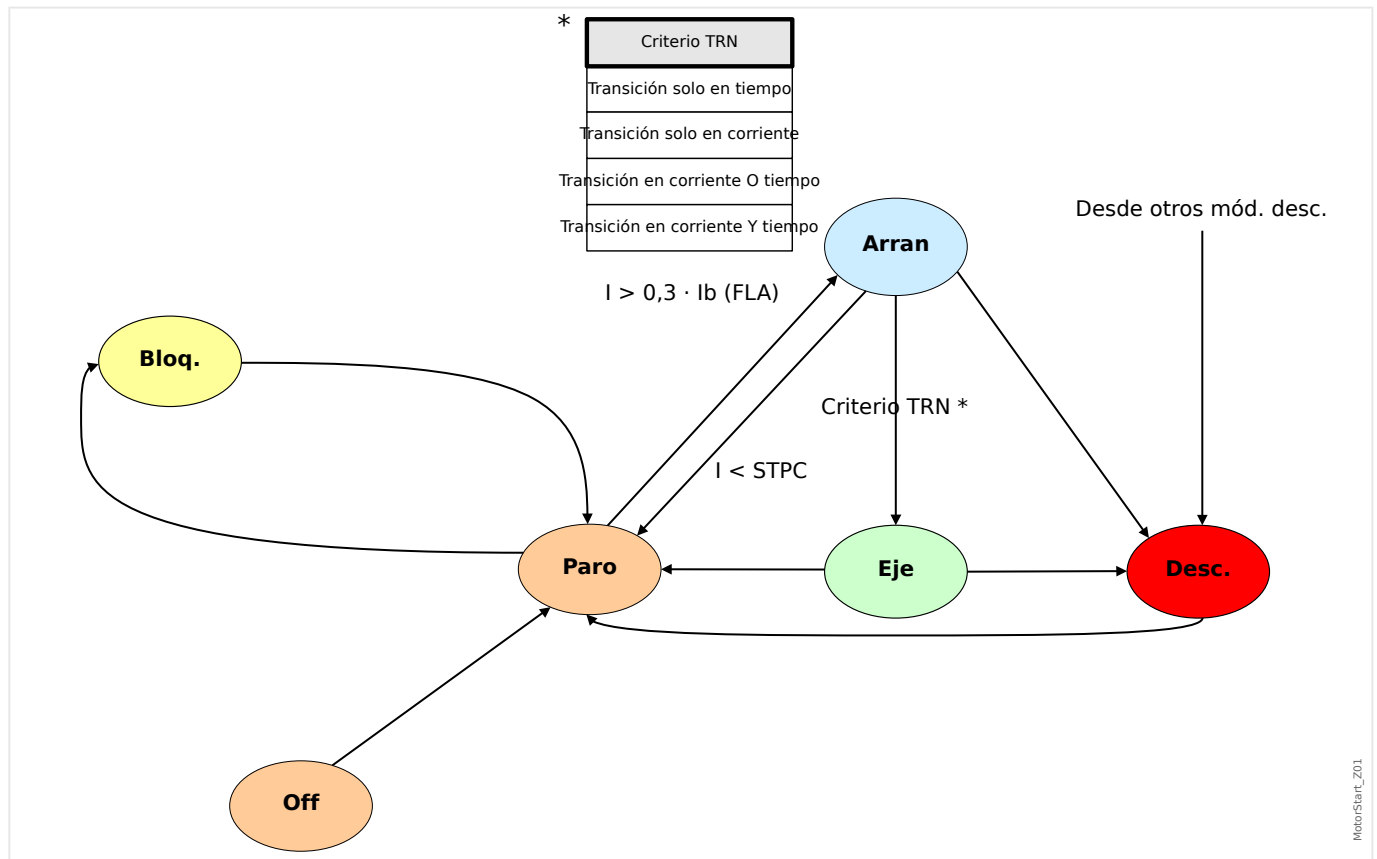 *
Criterio TRN
Transición solo en tiempo
Transición solo en corriente
Transición en corriente O tiempo
Transición en corriente Y tiempo
Desde otros mód. desc.
Arran
I > 0,3 · Ib (FLA)
Bloq.
Criterio TRN *
I < STPC
Paro
Eje
Desc.
Off
MotorStart_Z01